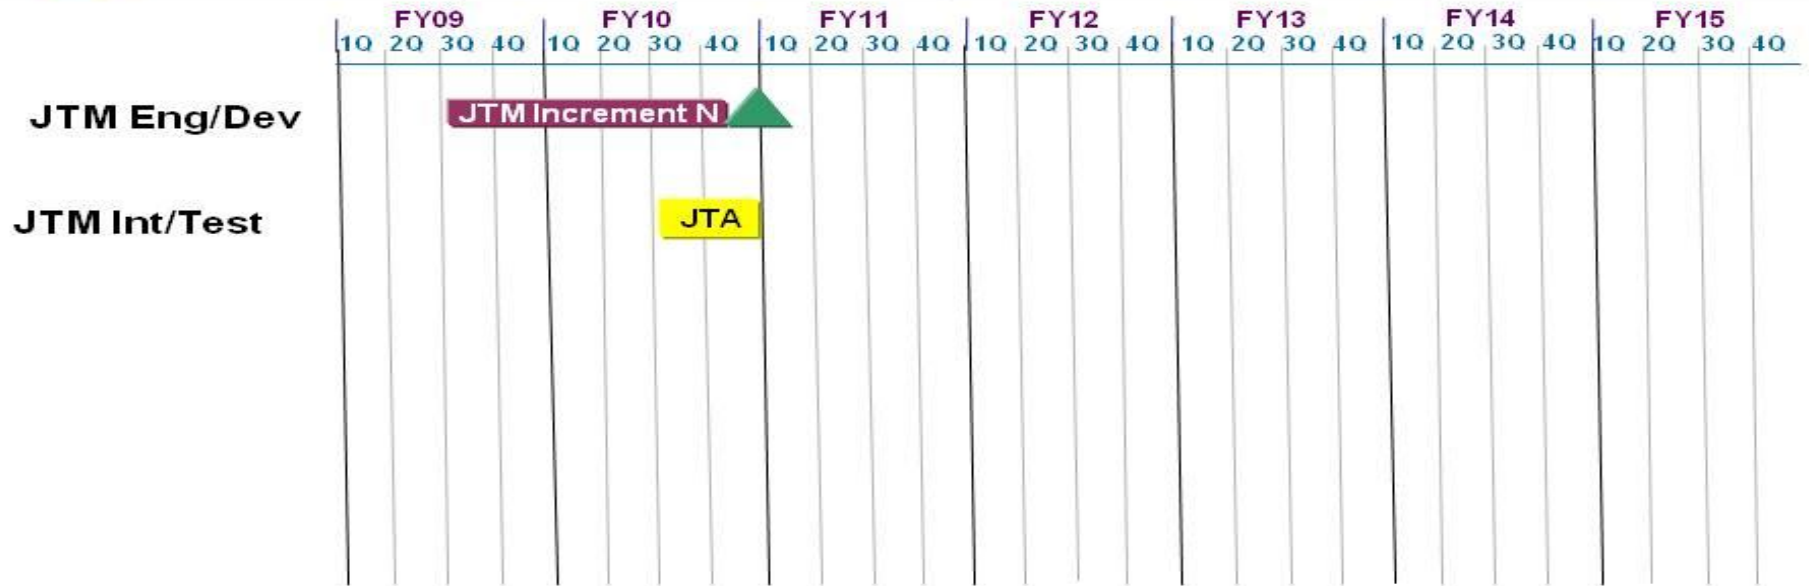 FY09 FY10 FY11 FY12 FY13 FY14 FY15
1Q 2Q 3Q 4Q 1Q 2Q 3Q 4Q 1Q 2Q 3Q 4Q 1Q 2Q 3Q 4Q 1Q 2Q 3Q 4Q 1Q 2Q 3Q 4Q 1Q 2Q 3Q 4Q
JTM Eng/Dev JTM Increment N
JTM Int/Test JTA